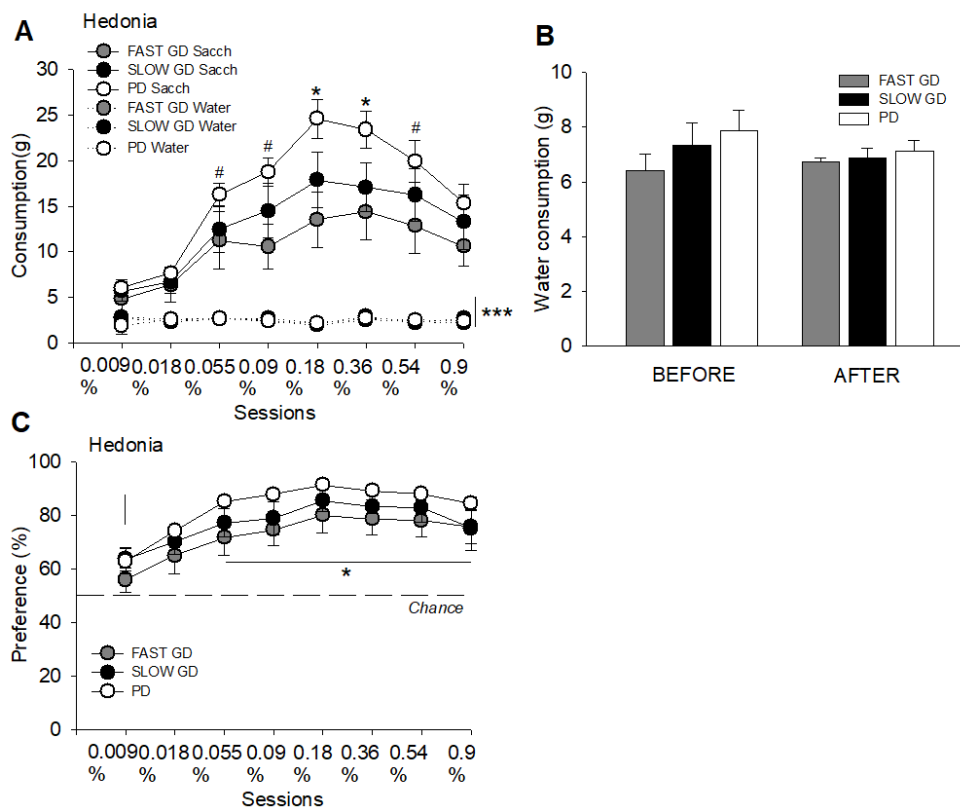 A
Hedonia
FAST GD Sacch
SLOW GD Sacch
PD Sacch
FAST GD Water
SLOW GD Water
PD Water
30
25
20
15
10
5
0
Consumption(g)
#
#
*
*
#
***
0.009 0.018 0.055 0.09 0.18 0.36 0.54 0.9
% % % % % % % %
Sessions
B
FAST GD
SLOW GD
PD
10
8
6
4
2
0
Water consumption (g)
BEFORE AFTER
C
Hedonia
100
80
60
40
20
0
Preference (%)
*
Chance
FAST GD
SLOW GD
PD
0.009 0.018 0.055 0.09 0.18 0.36 0.54 0.9
% % % % % % % %
Sessions